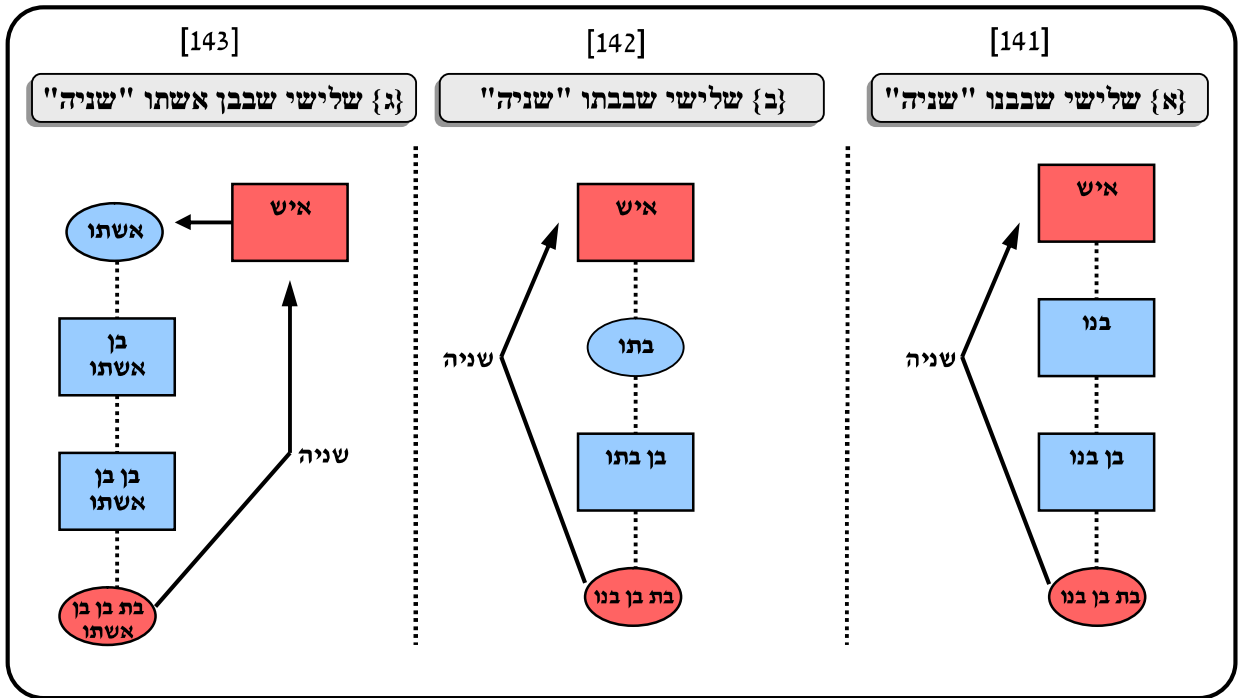 [141]
{א} שלישי שבבנו "שניה"
איש
בנו
שניה
בן בנו
בת בן בנו
[142]
{ב} שלישי שבבתו "שניה"
איש
בתו
שניה
בן בתו
בת בן בנו
[143]
{ג} שלישי שבבן אשתו "שניה"
איש
אשתו
בן
אשתו
שניה
בן בן
אשתו
בת בן בן
אשתו